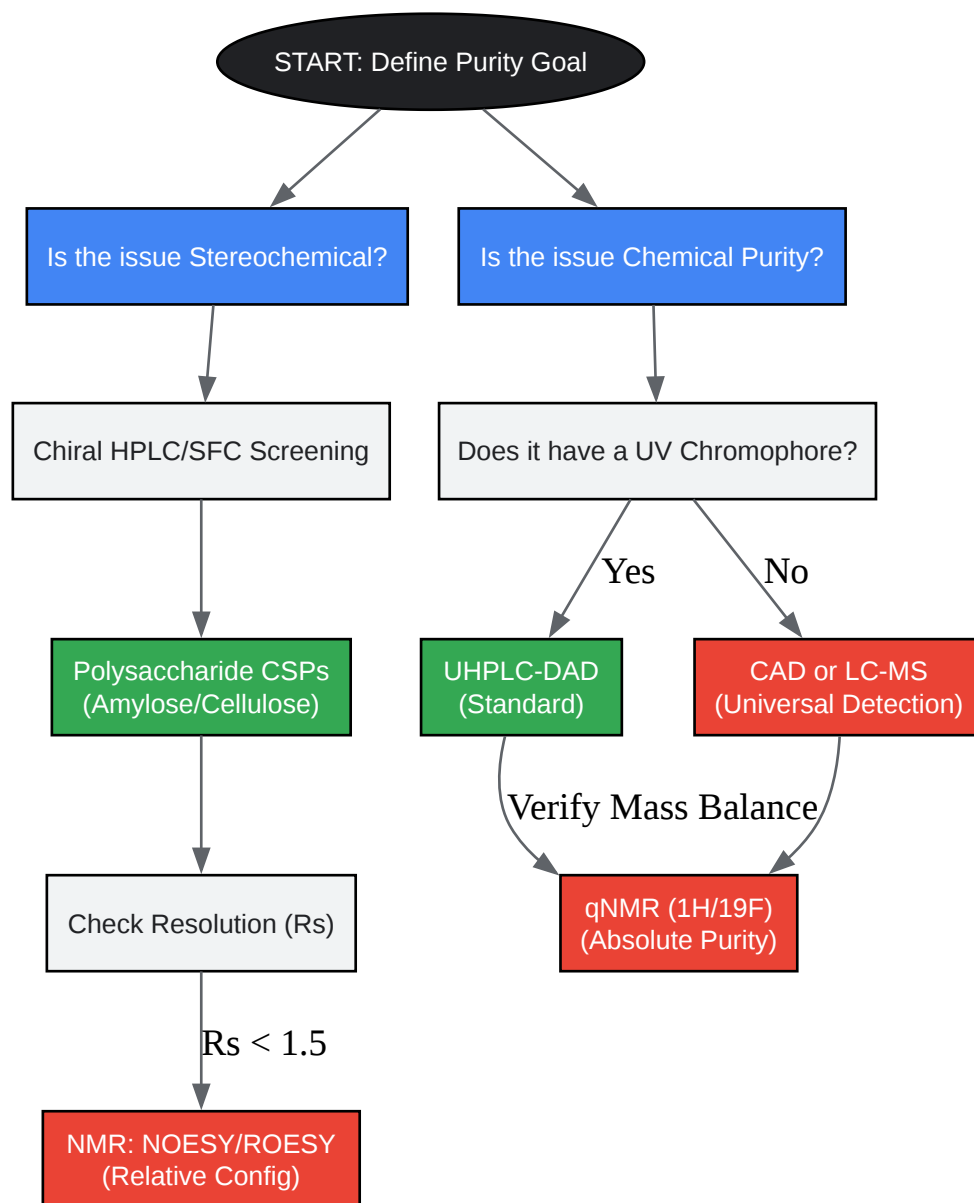 START: Define Purity Goal
Is the issue Stereochemical?
Is the issue Chemical Purity?
Chiral HPLC/SFC Screening
Does it have a UV Chromophore?
Yes
No
Polysaccharide CSPs
(Amylose/Cellulose)
UHPLC-DAD
(Standard)
CAD or LC-MS
(Universal Detection)
Verify Mass Balance
Check Resolution (Rs)
qNMR (1H/19F)
(Absolute Purity)
Rs < 1.5
NMR: NOESY/ROESY
(Relative Config)